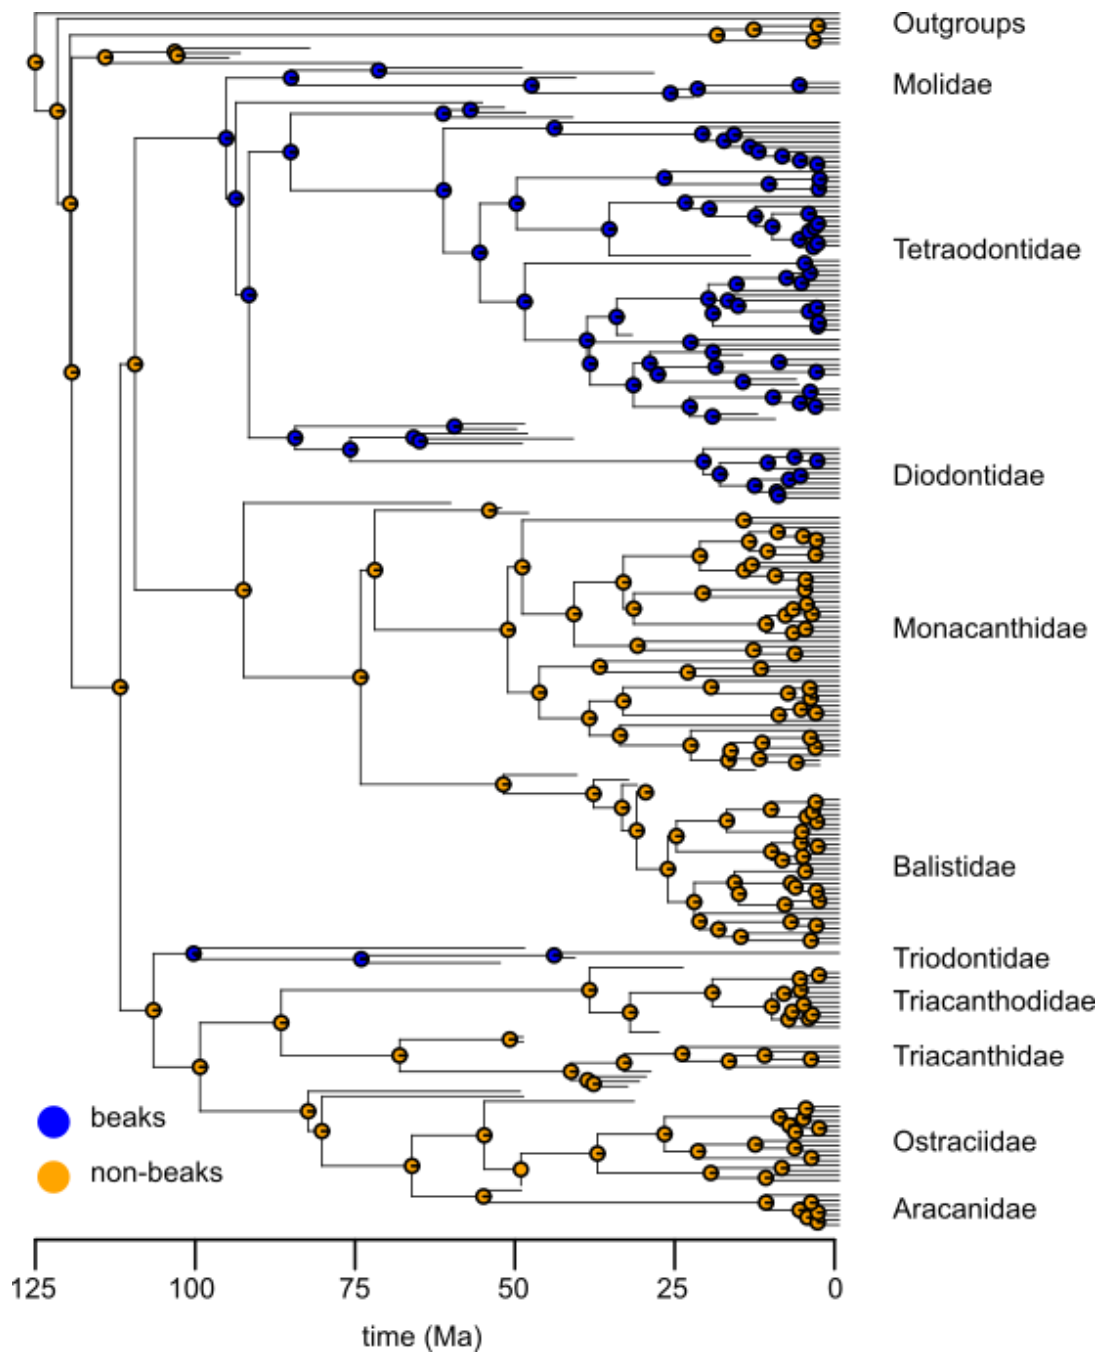 Outgroups
Molidae
Tetraodontidae
Diodontidae
Monacanthidae
Balistidae
Triodontidae
Triacanthodidae
Triacanthidae
beaks
Ostraciidae
non-beaks
Aracanidae
125 100 75 50 25 0
time (Ma)